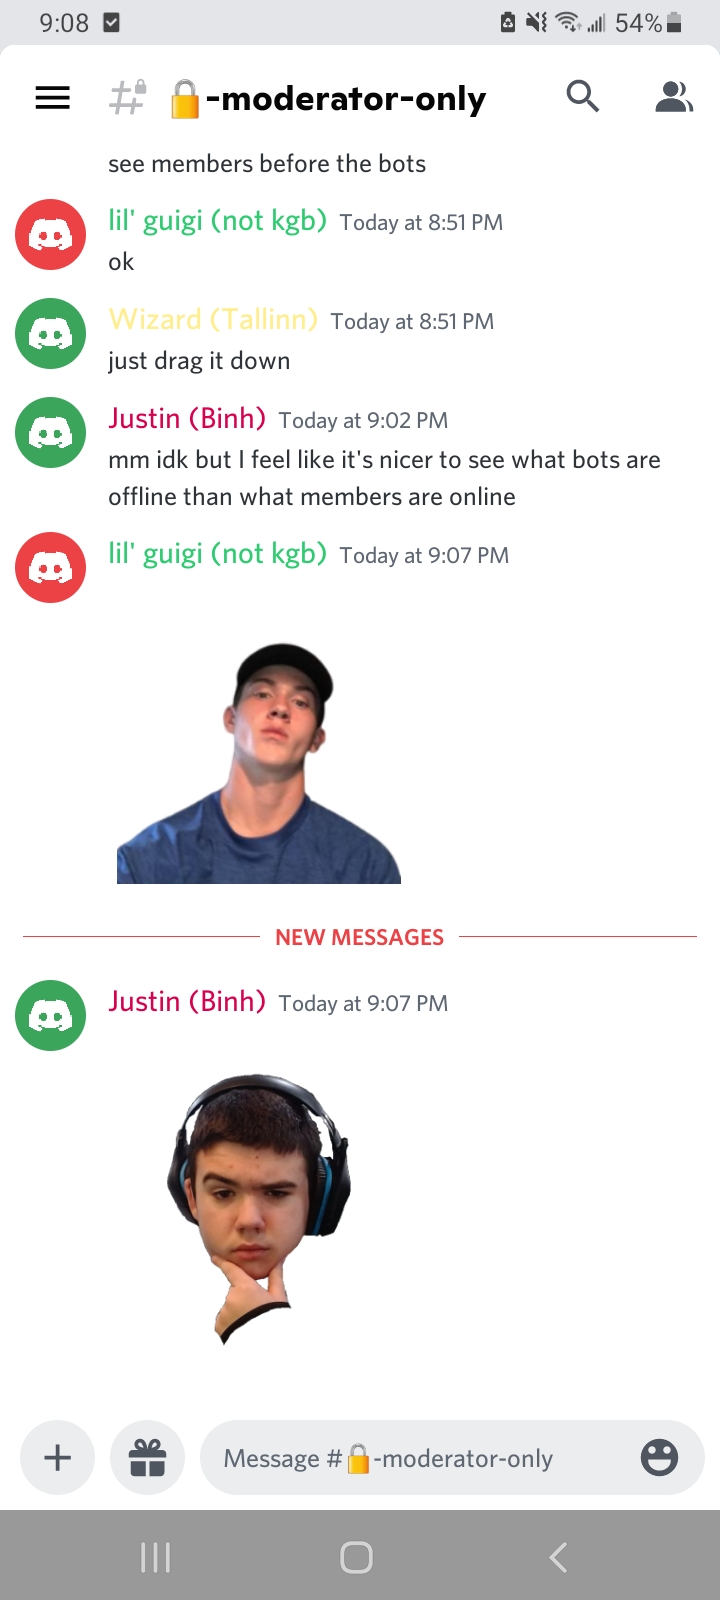 9:08 54%
-moderator-only
see members before the bots
lil' guigi (not kgb) Today at 8:51 PM
ok
Wizard (Tallinn) Today at 8:51 PM
just drag it down
Justin (Binh) Today at 9:02 PM
mm idk but I feel like it's nicer to see what bots are
offline than what members are online
lil' guigi (not kgb) Today at 9:07 PM
NEW MESSAGES
Justin (Binh) Today at 9:07 PM
Message #🔒-moderator-only